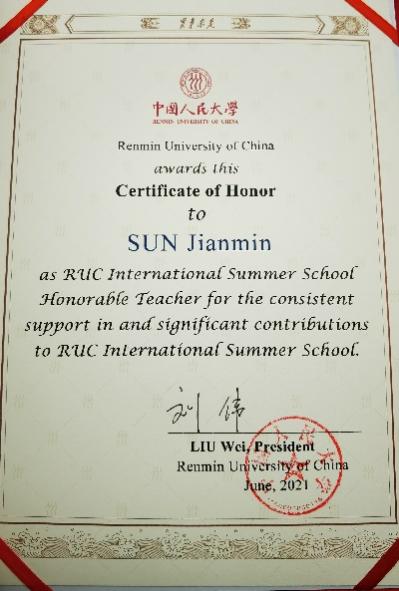 中國人民大學
RENMIN UNIVERSITY OF CHINA
Renmin University of China
awards this
Certificate of Honor
to
SUN Jianmin
as RUC International Summer School
Honorable Teacher for the consistent
support in and significant contributions
to RUC International Summer School.
刘 伟
LIU Wei, President
Renmin University of China
June, 2021